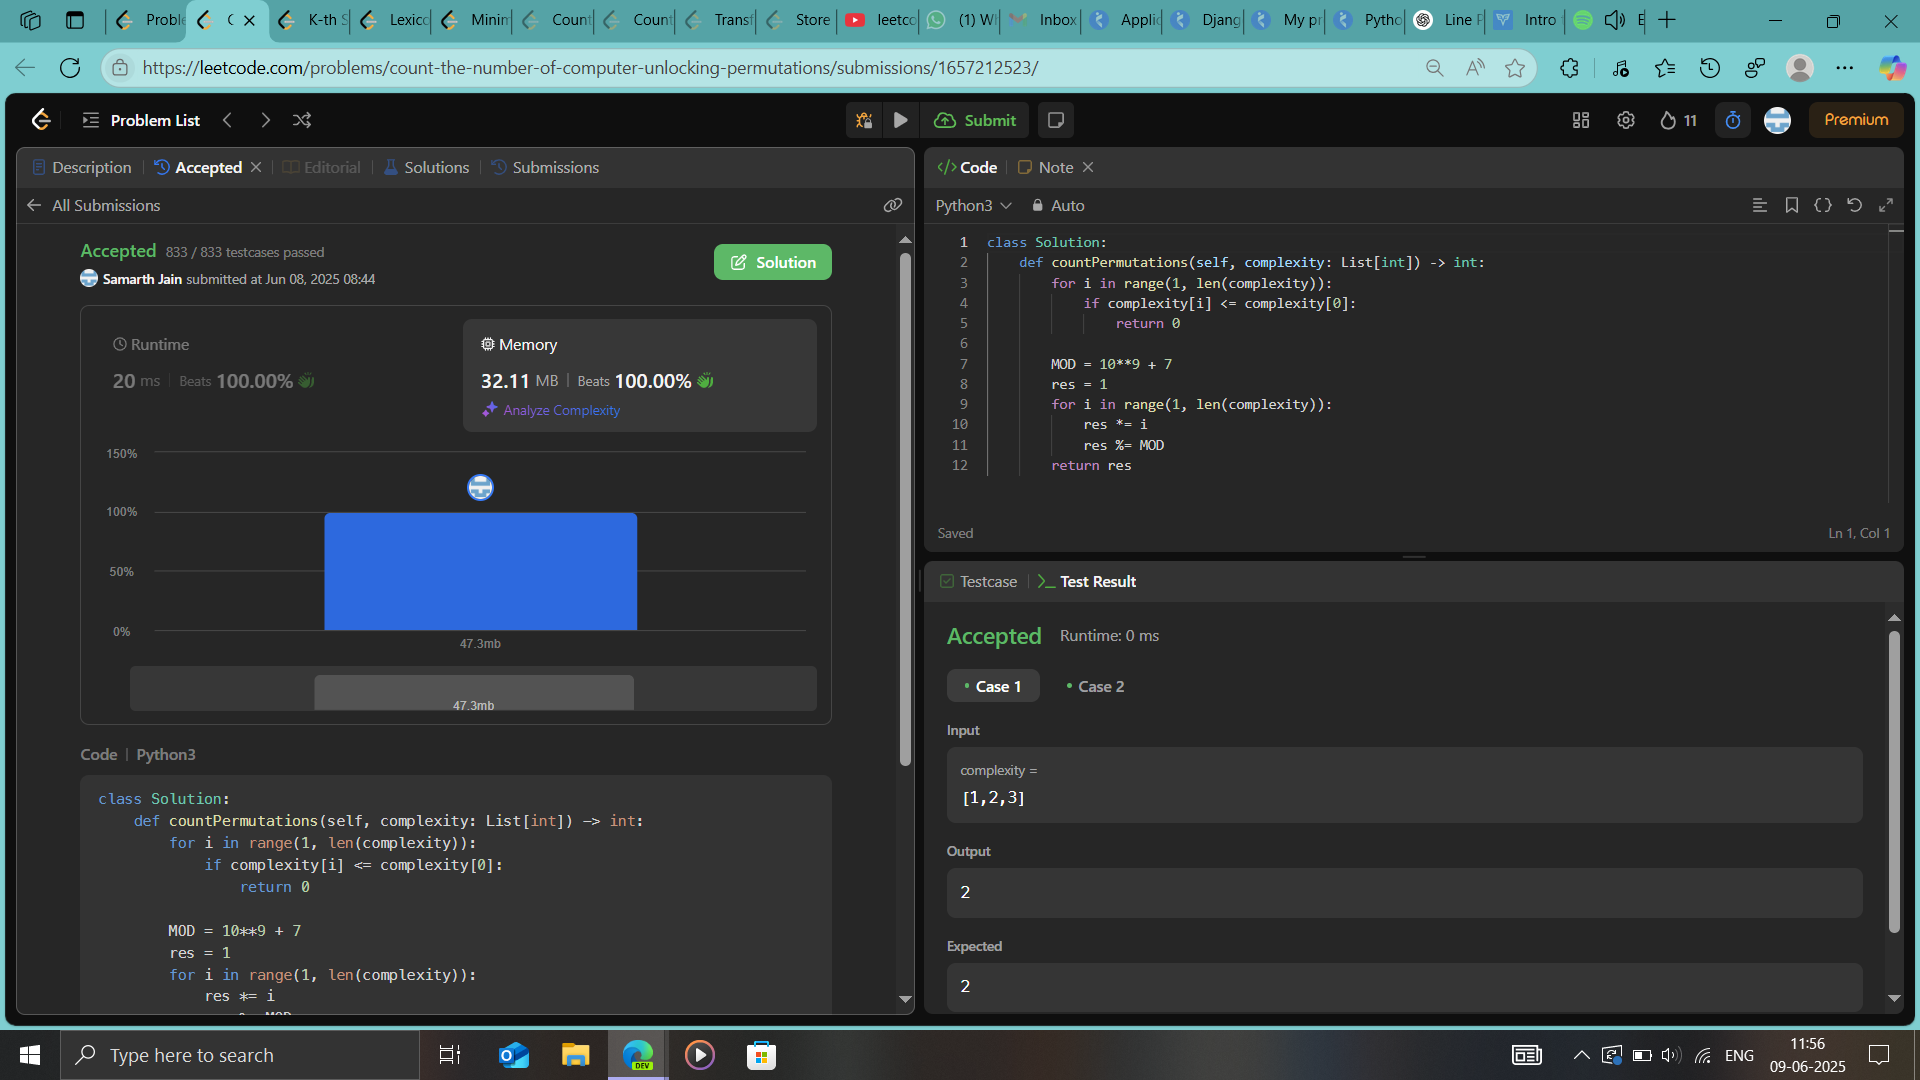 Proble
C
K-th S
Lexico
Minim
Count
Count
Transf
Store
leetco
(1) Wh
Inbox
Applic
Djang
My pr
Pytho
Line P
Intro
E
https://leetcode.com/problems/count-the-number-of-computer-unlocking-permutations/submissions/1657212523/
Problem List
Submit
11
Premium
Description
Accepted
Editorial
Solutions
Submissions
All Submissions
Accepted 833 / 833 testcases passed
Samarth Jain submitted at Jun 08, 2025 08:44
Solution
Runtime
20 ms | Beats 100.00%
Memory
32.11 MB | Beats 100.00%
Analyze Complexity
150%
100%
50%
0%
47.3mb
47.3mb
Code | Python3
class Solution:
    def countPermutations(self, complexity: List[int]) -> int:
        for i in range(1, len(complexity)):
            if complexity[i] <= complexity[0]:
                return 0
        MOD = 10**9 + 7
        res = 1
        for i in range(1, len(complexity)):
            res *= i
</> Code
Note
Python3
Auto
1 class Solution:
2     def countPermutations(self, complexity: List[int]) -> int:
3         for i in range(1, len(complexity)):
4             if complexity[i] <= complexity[0]:
5                 return 0
6
7         MOD = 10**9 + 7
8         res = 1
9         for i in range(1, len(complexity)):
10             res *= i
11             res %= MOD
12         return res
Saved
Ln 1, Col 1
Testcase
Test Result
Accepted Runtime: 0 ms
Case 1
Case 2
Input
complexity =
[1,2,3]
Output
2
Expected
2
Type here to search
DEV
ENG
11:56
09-06-2025